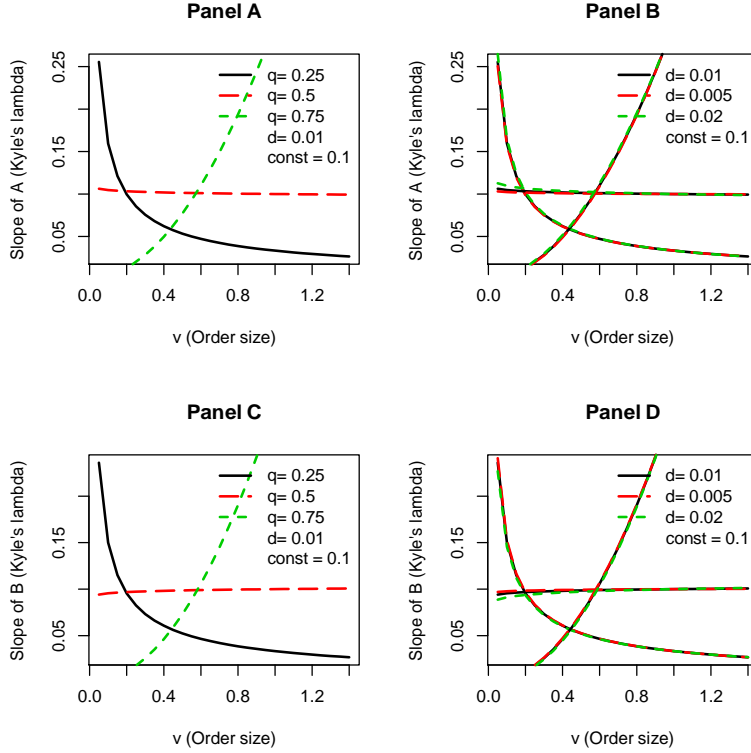 Panel A
Slope of A (Kyle's lambda)
0.25
0.15
0.05
q= 0.25
q= 0.5
q= 0.75
d= 0.01
const = 0.1
0.0 0.4 0.8 1.2
v (Order size)
Panel B
Slope of A (Kyle's lambda)
0.25
0.15
0.05
d= 0.01
d= 0.005
d= 0.02
const = 0.1
0.0 0.4 0.8 1.2
v (Order size)
Panel C
Slope of B (Kyle's lambda)
0.15
0.05
q= 0.25
q= 0.5
q= 0.75
d= 0.01
const = 0.1
0.0 0.4 0.8 1.2
v (Order size)
Panel D
Slope of B (Kyle's lambda)
0.15
0.05
d= 0.01
d= 0.005
d= 0.02
const = 0.1
0.0 0.4 0.8 1.2
v (Order size)